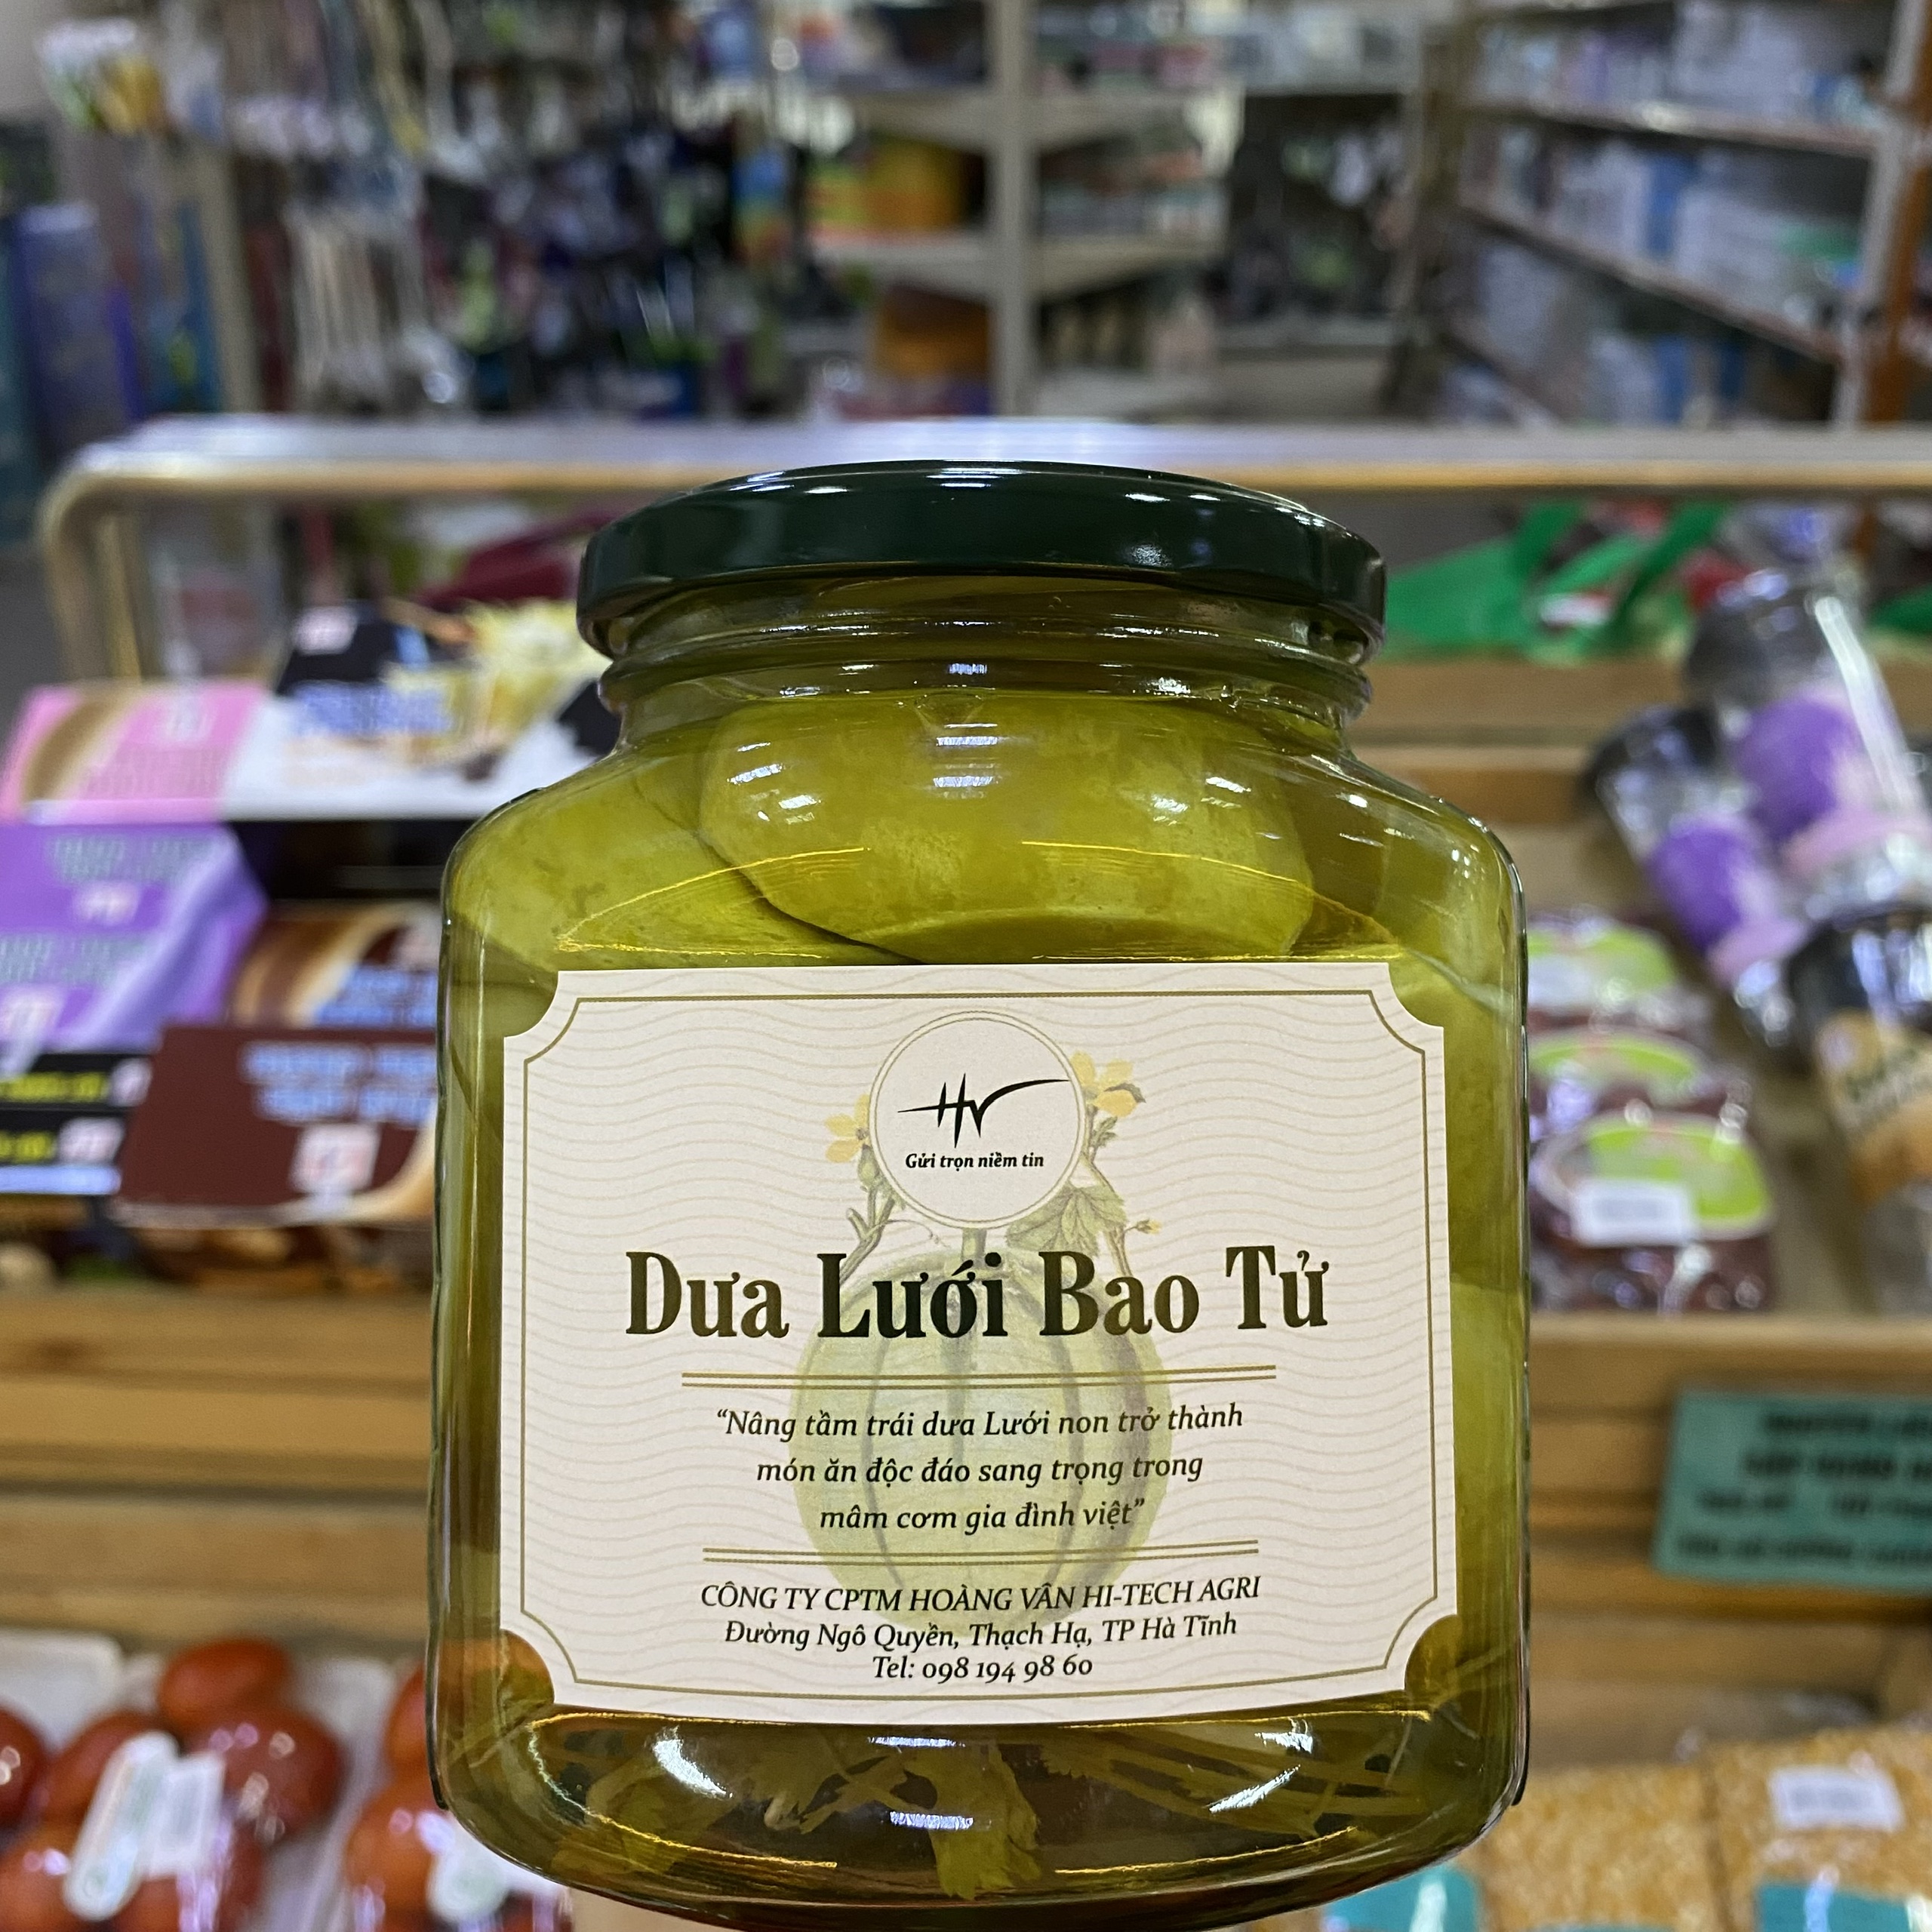 HV
Gửi trọn niềm tin
Dưa Lưới Bao Tử
“Nâng tầm trái dưa Lưới non trở thành
món ăn độc đáo sang trọng trong
mâm cơm gia đình việt”
CÔNG TY CPTM HOÀNG VÂN HI-TECH AGRI
Đường Ngô Quyền, Thạch Hạ, TP Hà Tĩnh
Tel: 098 194 98 60